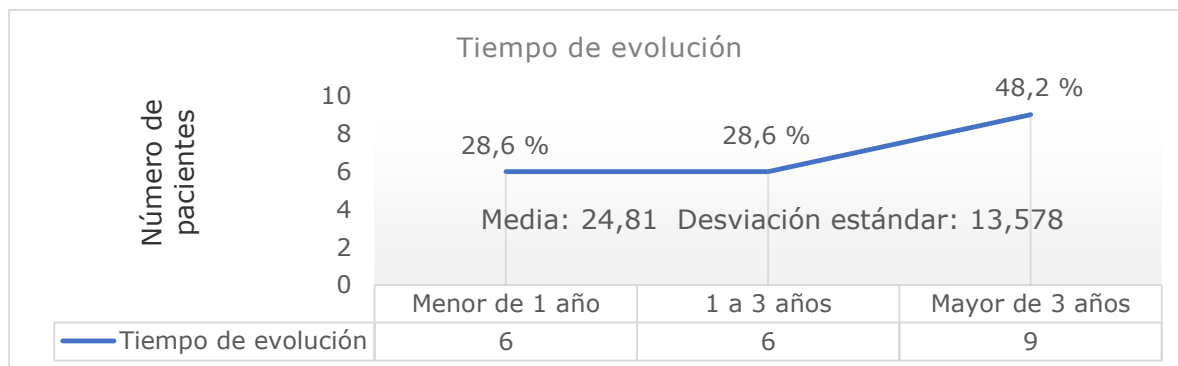 Tiempo de evolución
Número de
pacientes
10
8
6
4
2
0
28,6 %
28,6 %
48,2 %
Media: 24,81 Desviación estándar: 13,578
Menor de 1 año 1 a 3 años Mayor de 3 años
Tiempo de evolución 6 6 9